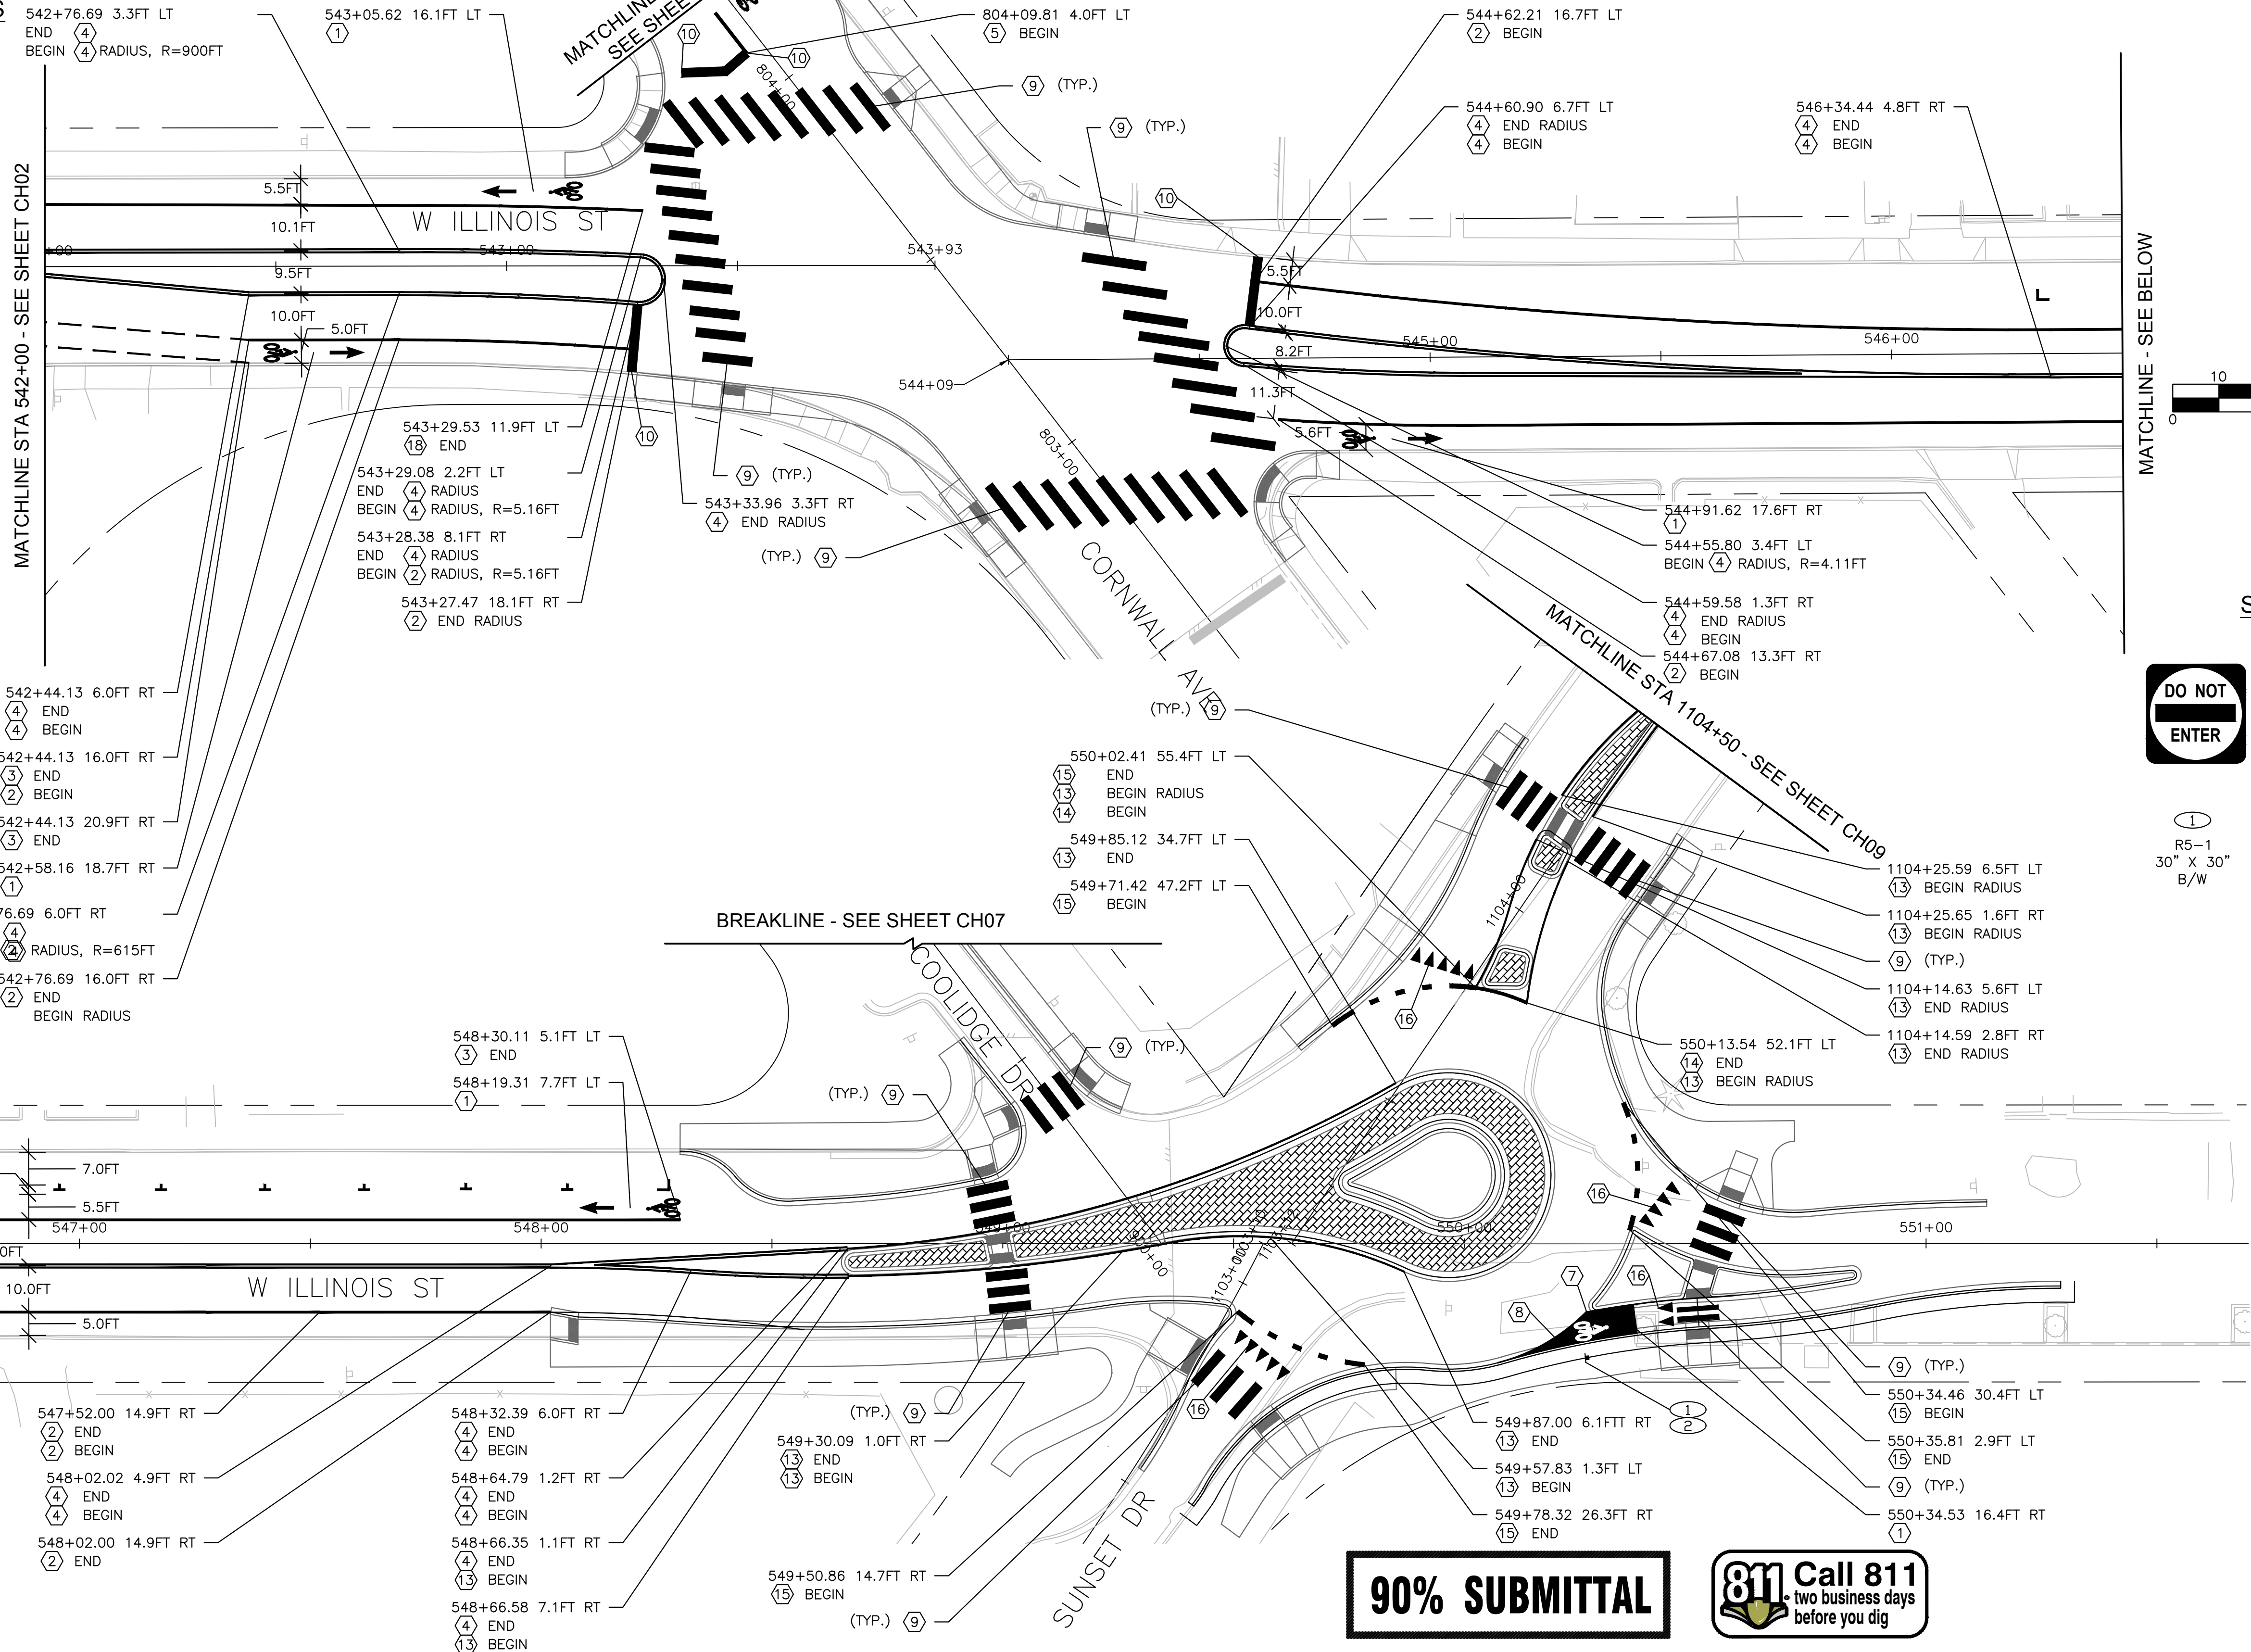 542+76.69 3.3FT LT
END 4
BEGIN 4 RADIUS, R=900FT
543+05.62 16.1FT LT
1
MATCHLINE
SEE SHEE
10
10
804+09.81 4.0FT LT
5 BEGIN
804+00
9 (TYP.)
9 (TYP.)
544+62.21 16.7FT LT
2 BEGIN
544+60.90 6.7FT LT
4 END RADIUS
4 BEGIN
546+34.44 4.8FT RT
4 END
4 BEGIN
MATCHLINE STA 542+00 - SEE SHEET CH02
5.5FT
10.1FT
W ILLINOIS ST
+00
543+00
9.5FT
10.0FT
5.0FT
543+93
544+09
10
5.5FT
10.0FT
8.2FT
11.3FT
5.6FT
545+00
546+00
MATCHLINE - SEE BELOW
10
0
543+29.53 11.9FT LT
18 END
10
543+29.08 2.2FT LT
END 4 RADIUS
BEGIN 4 RADIUS, R=5.16FT
543+28.38 8.1FT RT
END 4 RADIUS
BEGIN 2 RADIUS, R=5.16FT
543+27.47 18.1FT RT
2 END RADIUS
9 (TYP.)
543+33.96 3.3FT RT
4 END RADIUS
803+00
(TYP.) 9
CORNWALL AVE
544+91.62 17.6FT RT
1
544+55.80 3.4FT LT
BEGIN 4 RADIUS, R=4.11FT
544+59.58 1.3FT RT
4 END RADIUS
4 BEGIN
544+67.08 13.3FT RT
2 BEGIN
S
MATCHLINE STA 1104+50 - SEE SHEET CH09
DO NOT
ENTER
1
R5-1
30" X 30"
B/W
542+44.13 6.0FT RT
4 END
4 BEGIN
542+44.13 16.0FT RT
3 END
2 BEGIN
542+44.13 20.9FT RT
3 END
542+58.16 18.7FT RT
1
76.69 6.0FT RT
4
RADIUS, R=615FT
542+76.69 16.0FT RT
2 END
BEGIN RADIUS
(TYP.) 9
550+02.41 55.4FT LT
15 END
13 BEGIN RADIUS
14 BEGIN
549+85.12 34.7FT LT
13 END
549+71.42 47.2FT LT
15 BEGIN
1104+00
16
1104+25.59 6.5FT LT
13 BEGIN RADIUS
1104+25.65 1.6FT RT
13 BEGIN RADIUS
9 (TYP.)
1104+14.63 5.6FT LT
13 END RADIUS
1104+14.59 2.8FT RT
13 END RADIUS
550+13.54 52.1FT LT
14 END
13 BEGIN RADIUS
BREAKLINE - SEE SHEET CH07
COOLIDGE DR
548+30.11 5.1FT LT
3 END
548+19.31 7.7FT LT
1
(TYP.) 9
9 (TYP.)
7.0FT
5.5FT
547+00
548+00
549+00
550+00
551+00
900+00
1103+00
0FT
10.0FT
5.0FT
W ILLINOIS ST
16
7
8
16
547+52.00 14.9FT RT
2 END
2 BEGIN
548+02.02 4.9FT RT
4 END
4 BEGIN
548+02.00 14.9FT RT
2 END
548+32.39 6.0FT RT
4 END
4 BEGIN
548+64.79 1.2FT RT
4 END
4 BEGIN
548+66.35 1.1FT RT
4 END
13 BEGIN
548+66.58 7.1FT RT
4 END
13 BEGIN
(TYP.) 9
549+30.09 1.0FT RT
13 END
13 BEGIN
549+50.86 14.7FT RT
15 BEGIN
(TYP.) 9
16
SUNSET DR
549+87.00 6.1FTT RT
13 END
549+57.83 1.3FT LT
13 BEGIN
549+78.32 26.3FT RT
15 END
1
2
9 (TYP.)
550+34.46 30.4FT LT
15 BEGIN
550+35.81 2.9FT LT
15 END
9 (TYP.)
550+34.53 16.4FT RT
1
90% SUBMITTAL
811
Call 811
two business days
before you dig